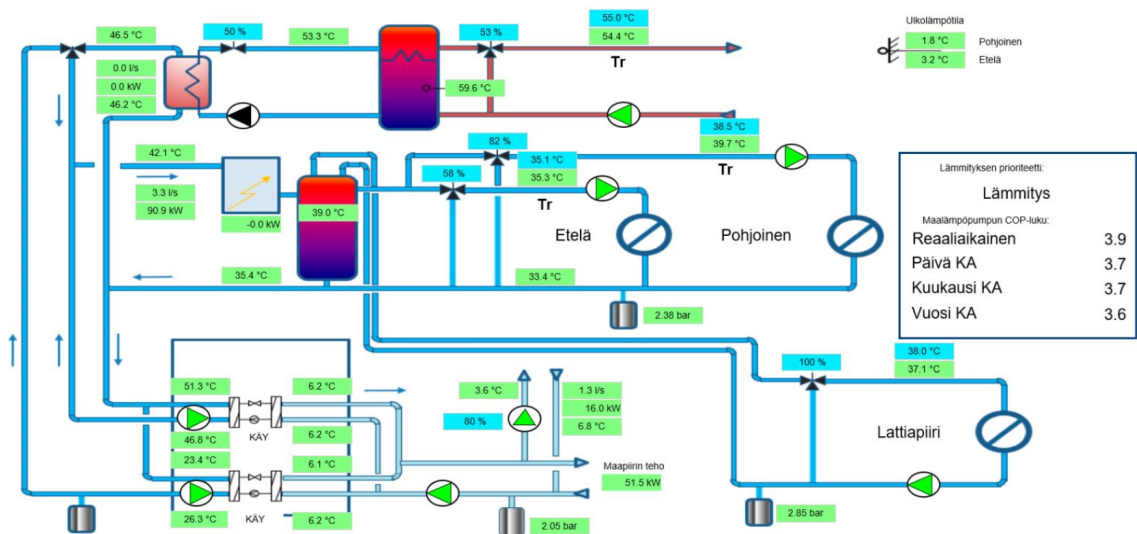 46.5 °C
50 %
53.3 °C
53 %
55.0 °C
54.4 °C
Tr
Ulkolämpötila
1.8 °C Pohjoinen
3.2 °C Etelä
0.0 l/s
0.0 kW
46.2 °C
59.6 °C
38.5 °C
39.7 °C
Tr
42.1 °C
3.3 l/s
90.9 kW
-0.0 kW
39.0 °C
58 %
82 %
35.1 °C
35.3 °C
Tr
Etelä
Pohjoinen
35.4 °C
33.4 °C
2.38 bar
Lämmityksen prioriteetti:
Lämmitys
Maalämpöpumpun COP-luku:
Reaaliaikainen 3.9
Päivä KA 3.7
Kuukausi KA 3.7
Vuosi KA 3.6
51.3 °C
6.2 °C
KÄY
46.8 °C
6.2 °C
23.4 °C
6.1 °C
KÄY
26.3 °C
6.2 °C
3.6 °C
80 %
1.3 l/s
16.0 kW
6.8 °C
Maapiirin teho
51.5 kW
2.05 bar
100 %
38.0 °C
37.1 °C
Lattiapiiri
2.85 bar